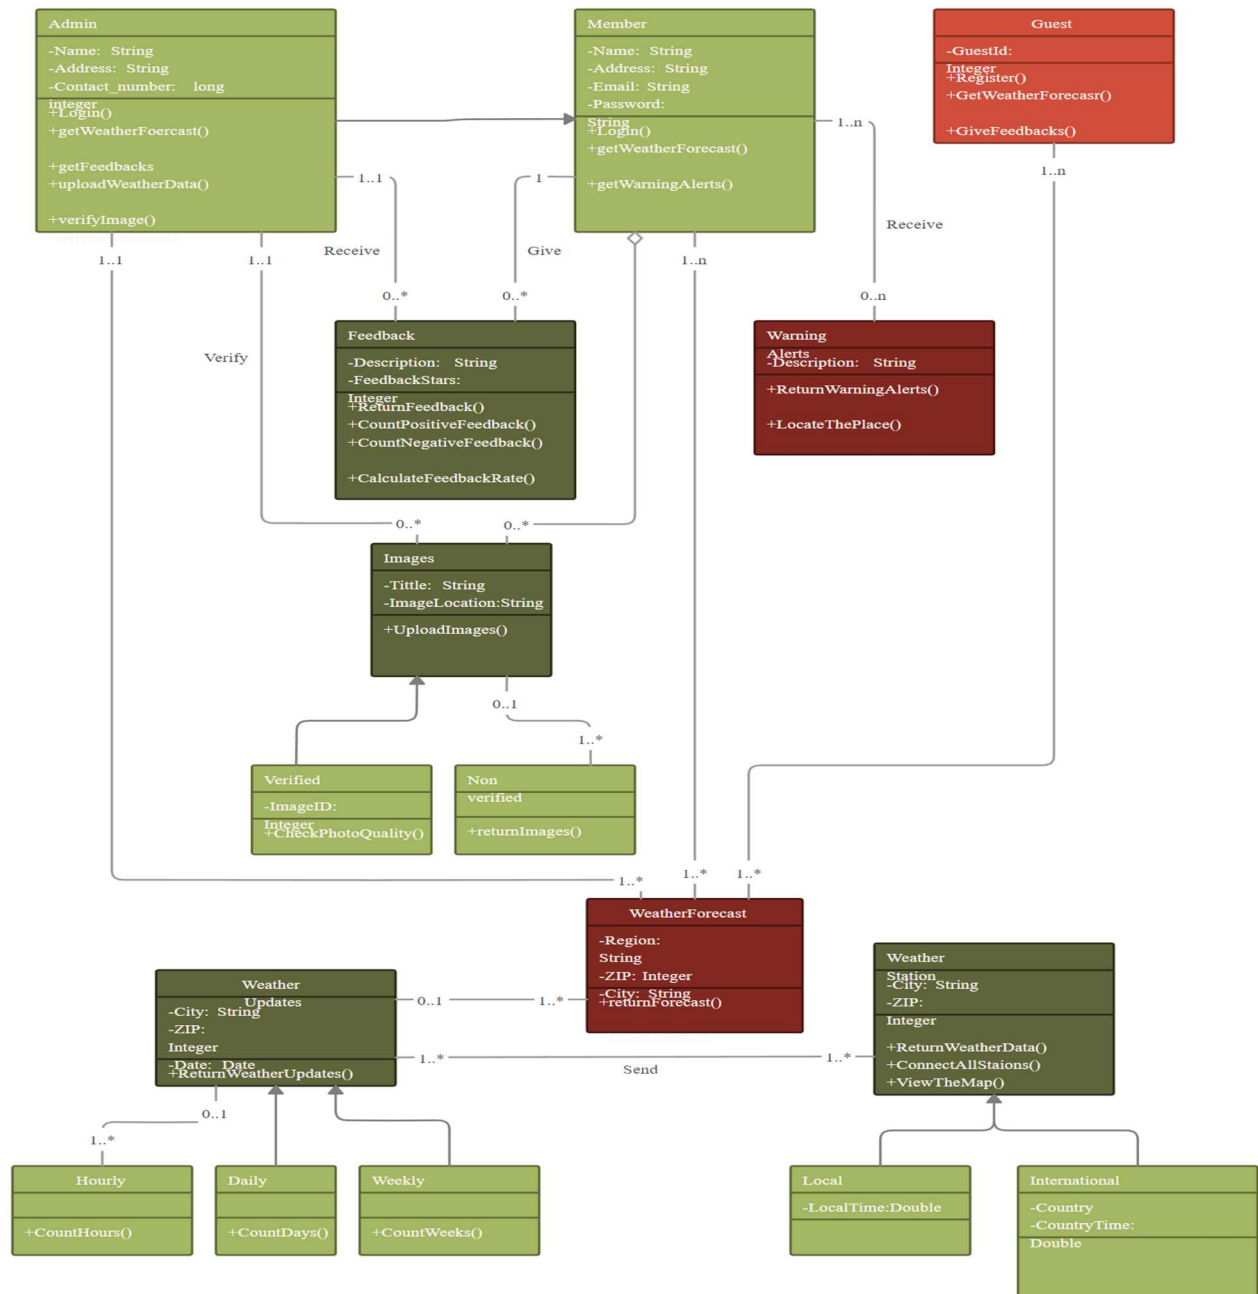 Admin
-Name: String
-Address: String
-Contact_number: long
integer
+Login()
+getWeatherFoercast()
+getFeedbacks
+uploadWeatherData()
+verifyImage()
Member
-Name: String
-Address: String
-Email: String
-Password:
String
+Login()
+getWeatherForecast()
+getWarningAlerts()
Guest
-GuestId:
Integer
+Register()
+GetWeatherForecasr()
+GiveFeedbacks()
1..n
1..1
1
1..n
Receive
Give
Receive
1..1
1..1
1..n
0..*
0..*
0..n
Verify
Feedback
-Description: String
-FeedbackStars:
Integer
+ReturnFeedback()
+CountPositiveFeedback()
+CountNegativeFeedback()
+CalculateFeedbackRate()
Warning
Alerts
-Description: String
+ReturnWarningAlerts()
+LocateThePlace()
0..*
0..*
Images
-Tittle: String
-ImageLocation:String
+UploadImages()
0..1
1..*
Verified
-ImageID:
Integer
+CheckPhotoQuality()
Non
verified
+returnImages()
1..*
1..*
1..*
WeatherForecast
-Region:
String
-ZIP: Integer
-City: String
+returnForecast()
Weather
Updates
-City: String
-ZIP:
Integer
-Date: Date
+ReturnWeatherUpdates()
0..1
1..*
1..*
1..*
Send
Weather
Station
-City: String
-ZIP:
Integer
+ReturnWeatherData()
+ConnectAllStaions()
+ViewTheMap()
0..1
1..*
Hourly
+CountHours()
Daily
+CountDays()
Weekly
+CountWeeks()
Local
-LocalTime:Double
International
-Country
-CountryTime:
Double